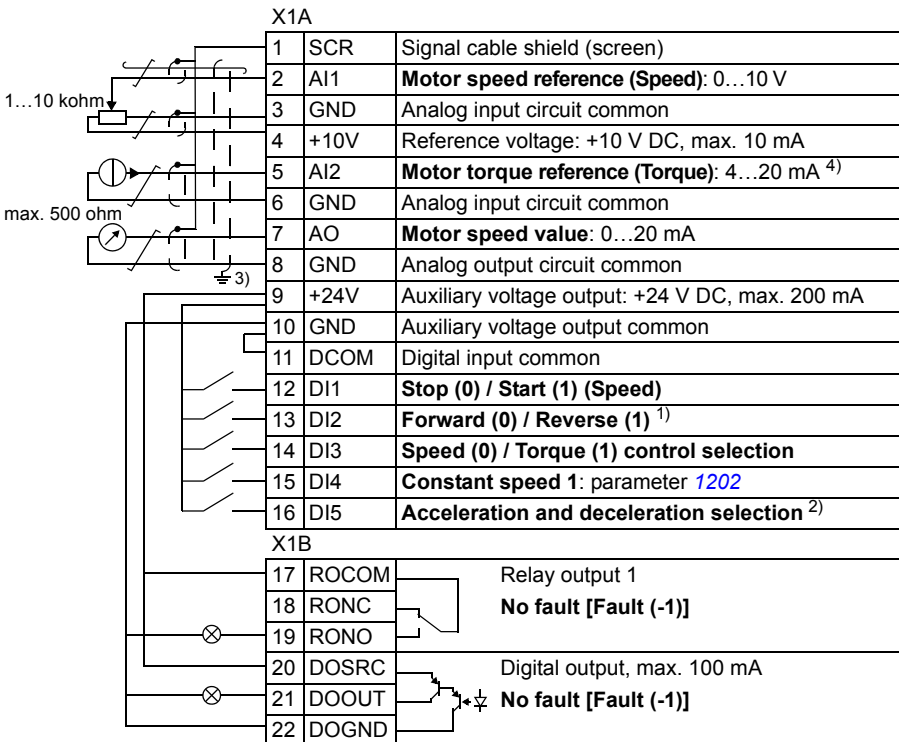 X1A
1 SCR Signal cable shield (screen)
2 AI1 Motor speed reference (Speed): 0…10 V
1…10 kohm
3 GND Analog input circuit common
4 +10V Reference voltage: +10 V DC, max. 10 mA
5 AI2 Motor torque reference (Torque): 4…20 mA 4)
6 GND Analog input circuit common
max. 500 ohm
7 AO Motor speed value: 0…20 mA
8 GND Analog output circuit common
3)
9 +24V Auxiliary voltage output: +24 V DC, max. 200 mA
10 GND Auxiliary voltage output common
11 DCOM Digital input common
12 DI1 Stop (0) / Start (1) (Speed)
13 DI2 Forward (0) / Reverse (1) 1)
14 DI3 Speed (0) / Torque (1) control selection
15 DI4 Constant speed 1: parameter 1202
16 DI5 Acceleration and deceleration selection 2)
X1B
17 ROCOM Relay output 1
18 RONC No fault [Fault (-1)]
19 RONO
20 DOSRC Digital output, max. 100 mA
21 DOOUT No fault [Fault (-1)]
22 DOGND